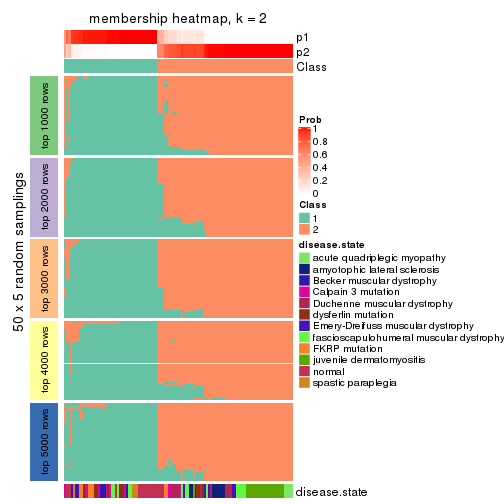 membership heatmap, k = 2
p1
p2
Class
50 x 5 random samplings
top 1000 rows
top 2000 rows
top 3000 rows
top 4000 rows
top 5000 rows
disease.state
Prob
1
0.8
0.6
0.4
0.2
0
Class
1
2
disease.state
acute quadriplegic myopathy
amyotophic lateral sclerosis
Becker muscular dystrophy
Calpain 3 mutation
Duchenne muscular dystrophy
dysferlin mutation
Emery-Dreifuss muscular dystrophy
fascioscapulohumeral muscular dystrophy
FKRP mutation
juvenile dermatomyositis
normal
spastic paraplegia